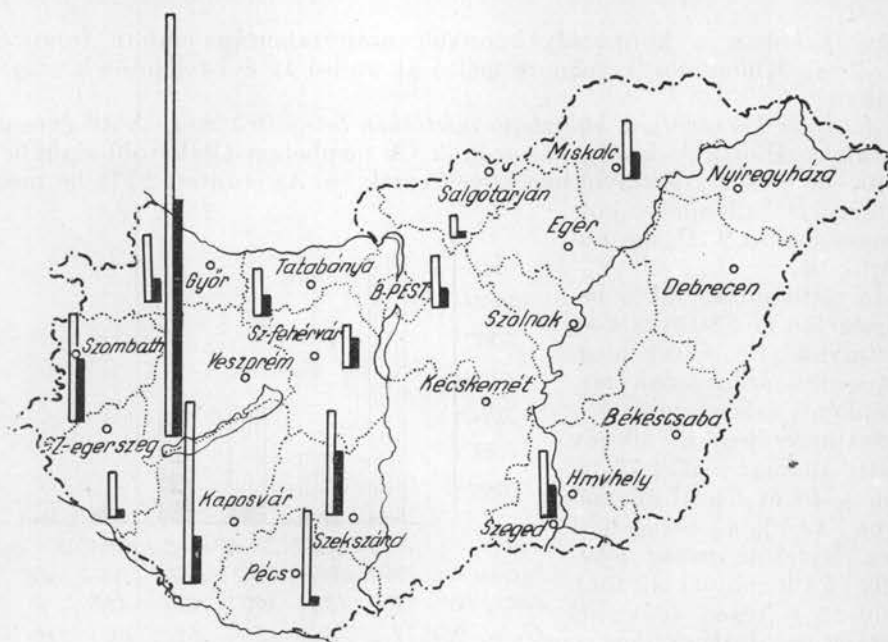 Miskolc
Salgótarján
Nyíregyháza
Eger
Győr
Tatabánya
B-PEST
Debrecen
Szolnok
Szombath
Sz-fehérvár
Veszprém
Kecskemét
Békéscsaba
Z-egerszeg
Kaposvár
Hmvhely
Szekszárd
Szeged
Pécs